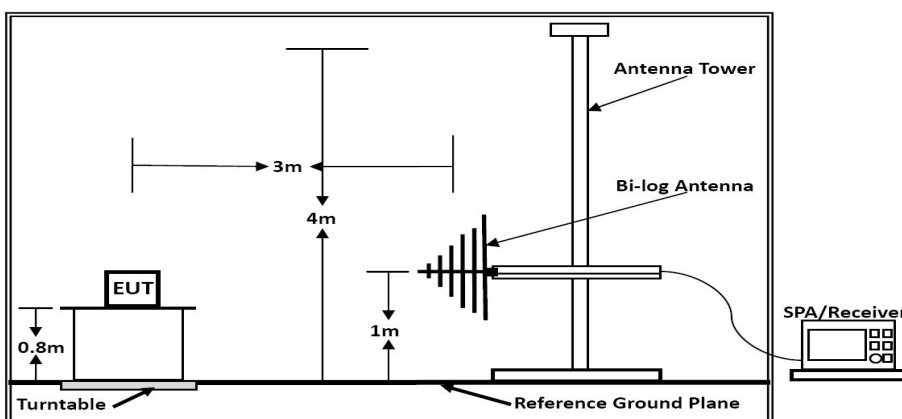 Antenna Tower
3m
Bi-log Antenna
4m
EUT
1m
0.8m
SPA/Receiver
Turntable
Reference Ground Plane